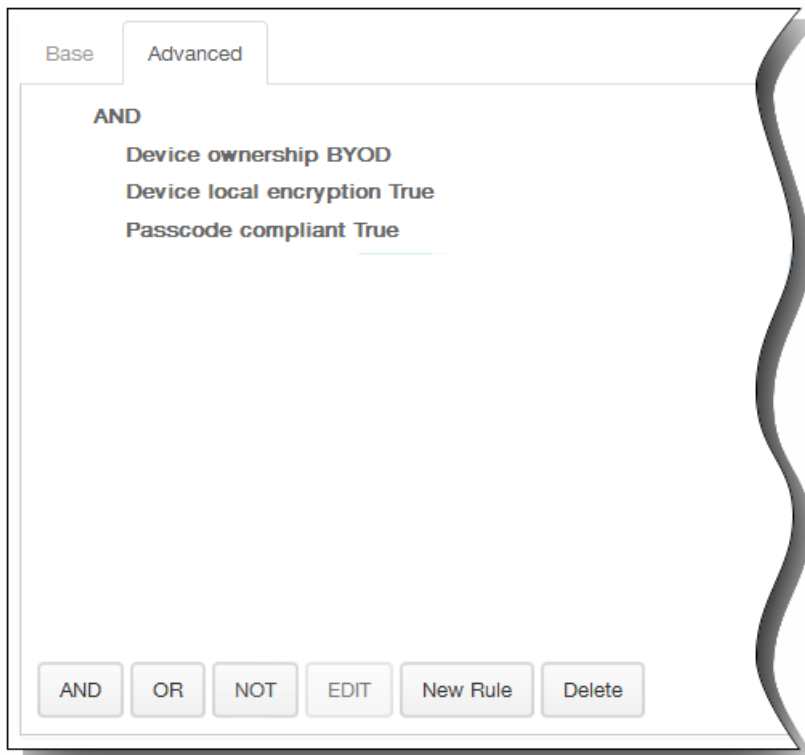 Base Advanced
AND
Device ownership BYOD
Device local encryption True
Passcode compliant True
AND OR NOT EDIT New Rule Delete